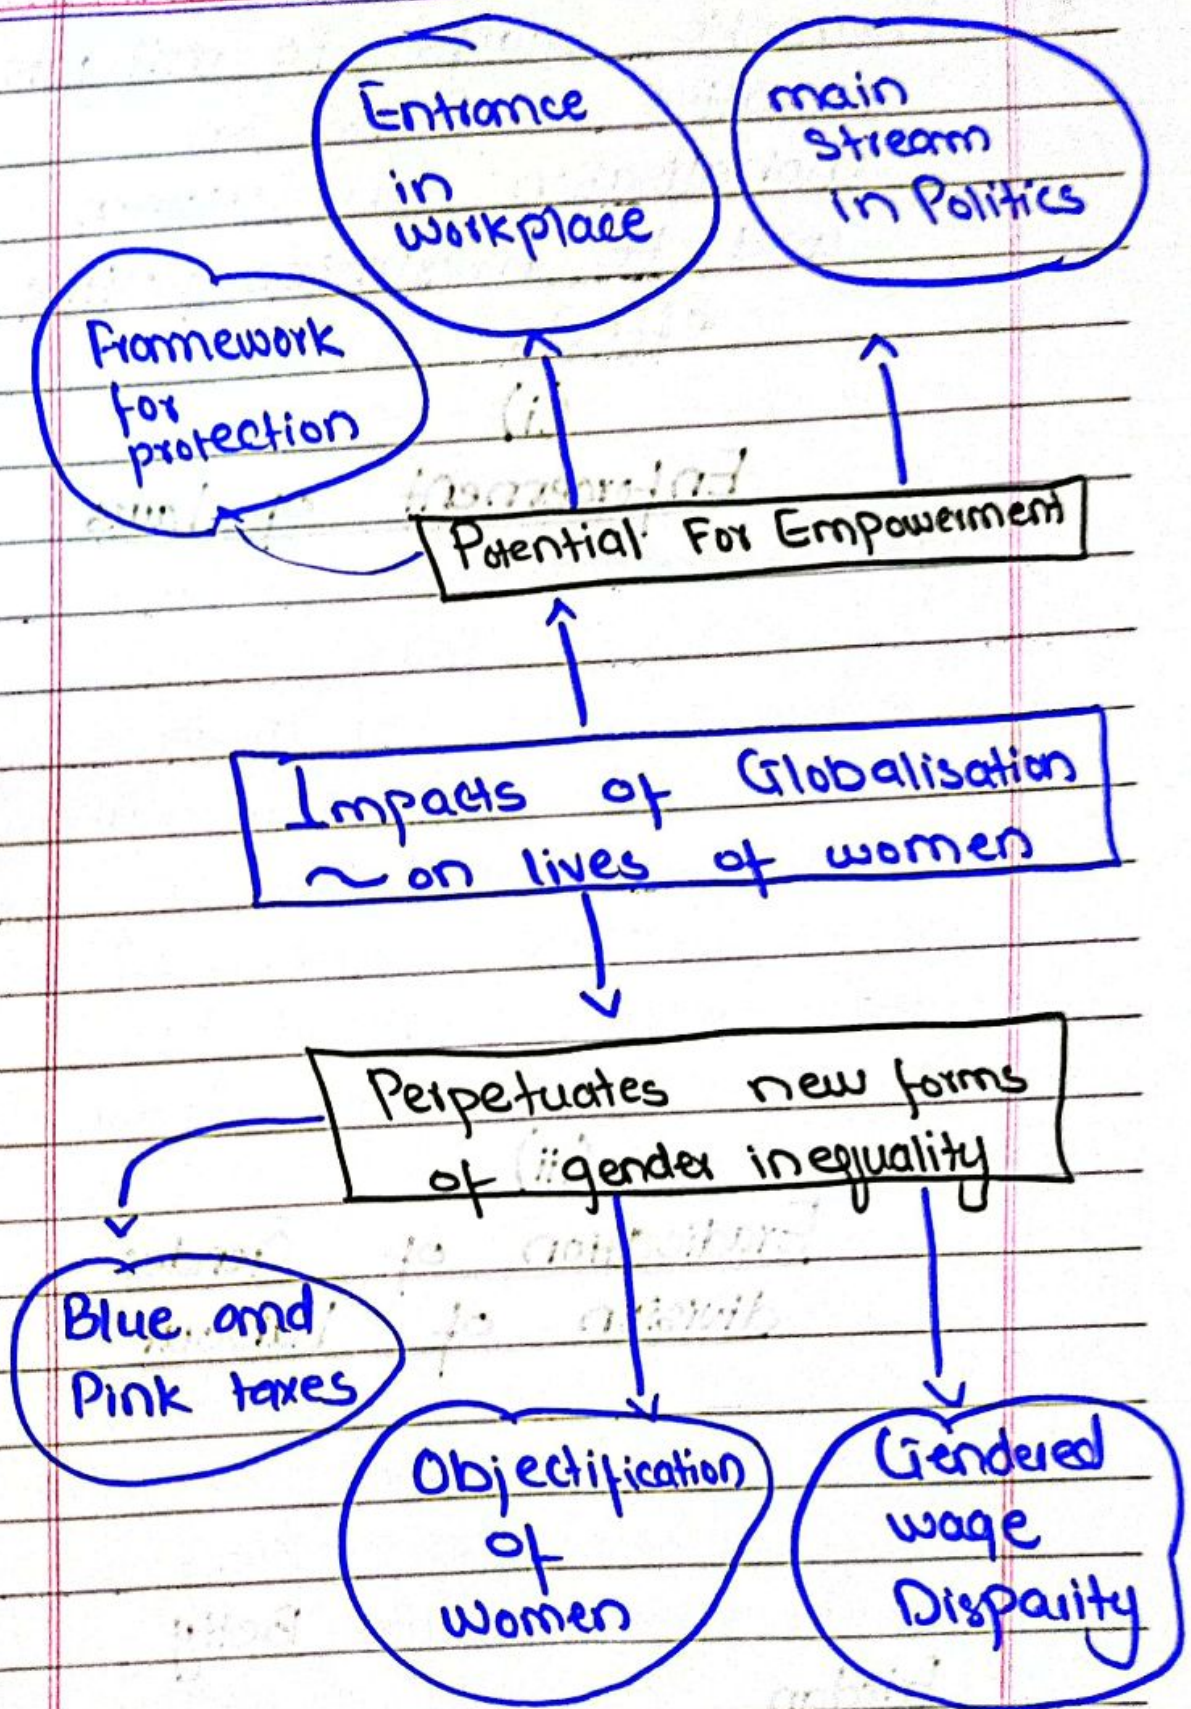 Entrance
in
workplace
main
stream
in Politics
Framework
for
protection
Potential For Empowerment
Impacts of Globalisation
~ on lives of women
Perpetuates new forms
of gender inequality
Blue and
Pink taxes
Objectification
of
women
Gendered
wage
Disparity